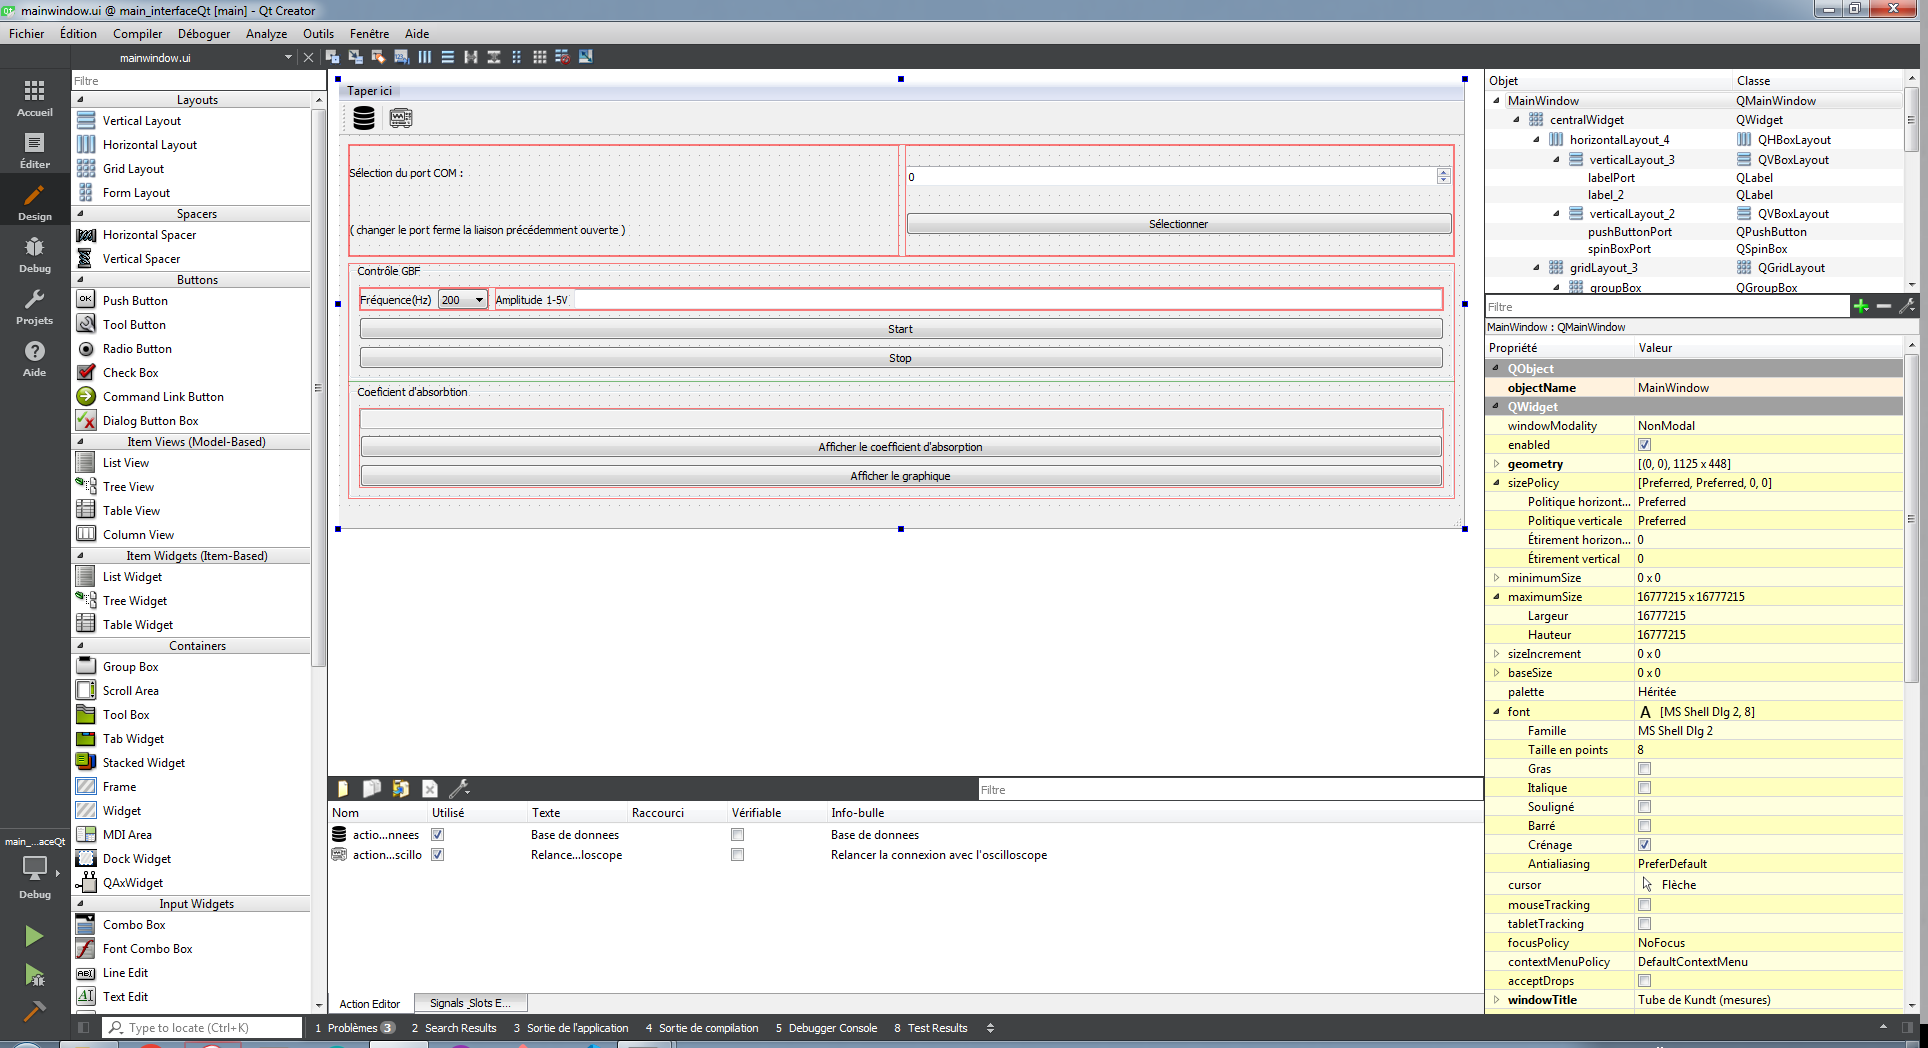 mainwindow.ui @ main_interfaceQt [main] - Qt Creator
Fichier Édition Compiler Déboguer Analyze Outils Fenêtre Aide
mainwindow.ui
Accueil
Éditer
Design
Debug
Projets
Aide
main_...aceQt
Debug
Filtre
Layouts
Vertical Layout
Horizontal Layout
Grid Layout
Form Layout
Spacers
Horizontal Spacer
Vertical Spacer
Buttons
Push Button
Tool Button
Radio Button
Check Box
Command Link Button
Dialog Button Box
Item Views (Model-Based)
List View
Tree View
Table View
Column View
Item Widgets (Item-Based)
List Widget
Tree Widget
Table Widget
Containers
Group Box
Scroll Area
Tool Box
Tab Widget
Stacked Widget
Frame
Widget
MDI Area
Dock Widget
QAxWidget
Input Widgets
Combo Box
Font Combo Box
Line Edit
Text Edit
Taper ici
Sélection du port COM :
0
( changer le port ferme la liaison précédemment ouverte )
Sélectionner
Contrôle GBF
Fréquence(Hz) 200 Amplitude 1-5V
Start
Stop
Coeficient d'absorbtion
Afficher le coefficient d'absorption
Afficher le graphique
Filtre
Nom Utilisé Texte Raccourci Vérifiable Info-bulle
actio...nnees Base de donnees Base de donnees
action...scillo Relance...loscope Relancer la connexion avec l'oscilloscope
Action Editor Signals_Slots E...
Objet Classe
MainWindow QMainWindow
centralWidget QWidget
horizontalLayout_4 QHBoxLayout
verticalLayout_3 QVBoxLayout
labelPort QLabel
label_2 QLabel
verticalLayout_2 QVBoxLayout
pushButtonPort QPushButton
spinBoxPort QSpinBox
gridLayout_3 QGridLayout
groupBox QGroupBox
Filtre
MainWindow : QMainWindow
Propriété Valeur
QObject
objectName MainWindow
QWidget
windowModality NonModal
enabled
geometry [(0, 0), 1125 x 448]
sizePolicy [Preferred, Preferred, 0, 0]
Politique horizont... Preferred
Politique verticale Preferred
Étirement horizon... 0
Étirement vertical 0
minimumSize 0 x 0
maximumSize 16777215 x 16777215
Largeur 16777215
Hauteur 16777215
sizeIncrement 0 x 0
baseSize 0 x 0
palette Héritée
font A [MS Shell Dlg 2, 8]
Famille MS Shell Dlg 2
Taille en points 8
Gras
Italique
Souligné
Barré
Crénage
Antialiasing PreferDefault
cursor Flèche
mouseTracking
tabletTracking
focusPolicy NoFocus
contextMenuPolicy DefaultContextMenu
acceptDrops
windowTitle Tube de Kundt (mesures)
Type to locate (Ctrl+K) 1 Problèmes 3 2 Search Results 3 Sortie de l'application 4 Sortie de compilation 5 Debugger Console 8 Test Results